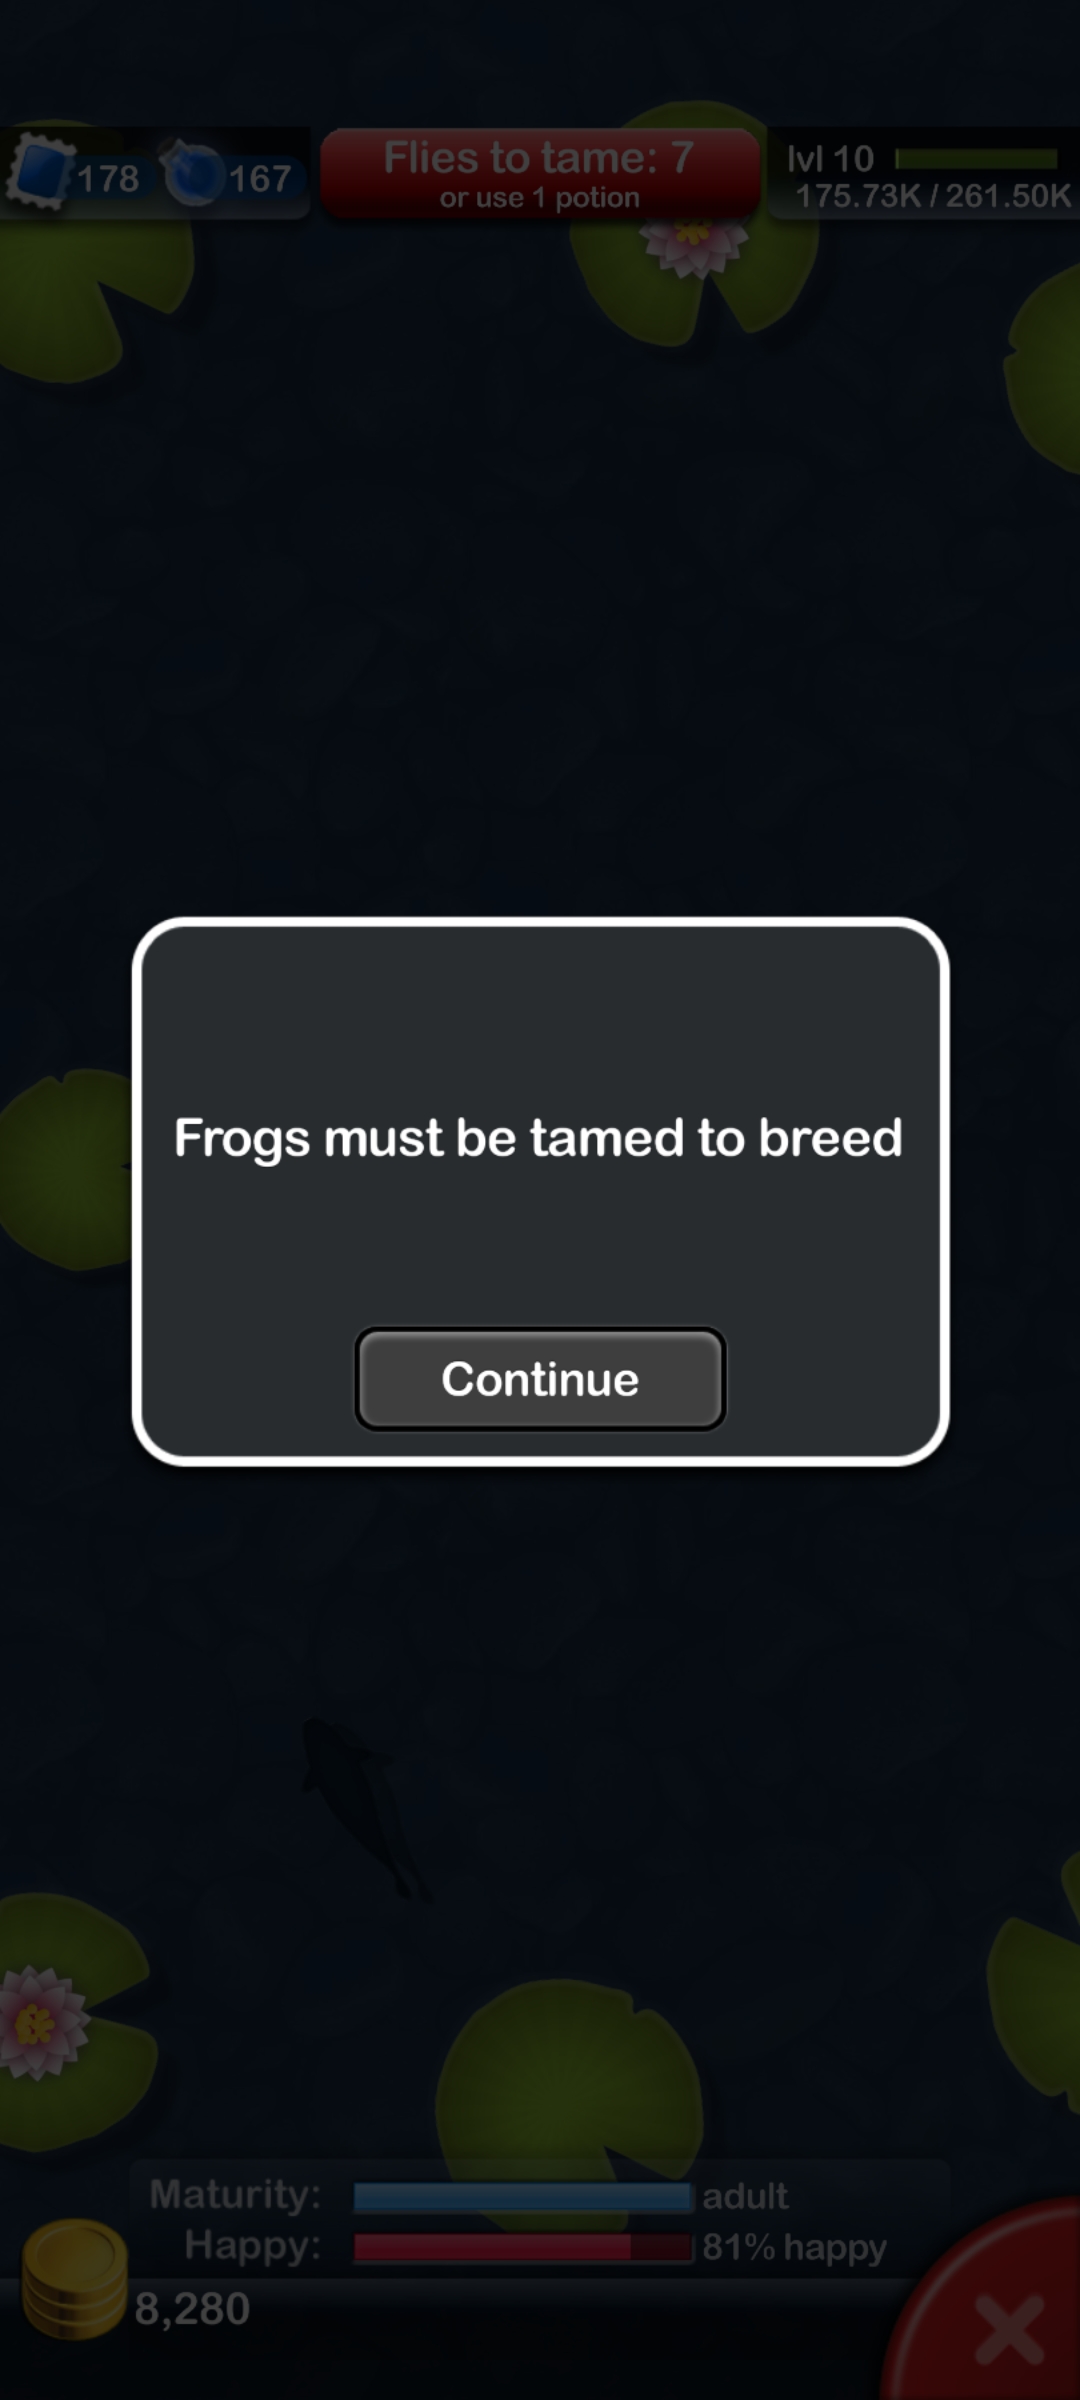 178
167
Flies to tame: 7
or use 1 potion
lvl 10
175.73K / 261.50K
Frogs must be tamed to breed
Continue
Maturity:
adult
Happy:
81% happy
8,280